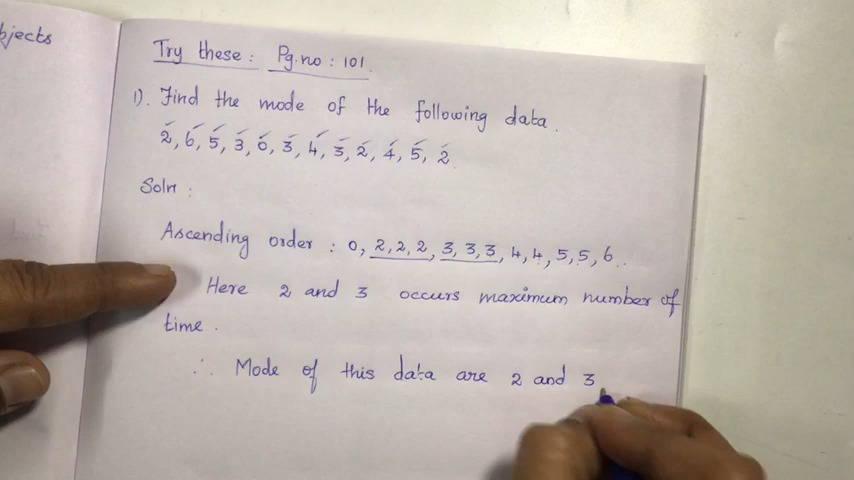 bjects
Try these : Pg.no : 101.
1). Find the mode of the following data.
2, 6, 5, 3, 0, 3, 4, 3, 2, 4, 5, 2
Soln :
Ascending order : 0, 2, 2, 2, 3, 3, 3, 4, 4, 5, 5, 6.
Here 2 and 3 occurs maximum number of
time.
∴ Mode of this data are 2 and 3